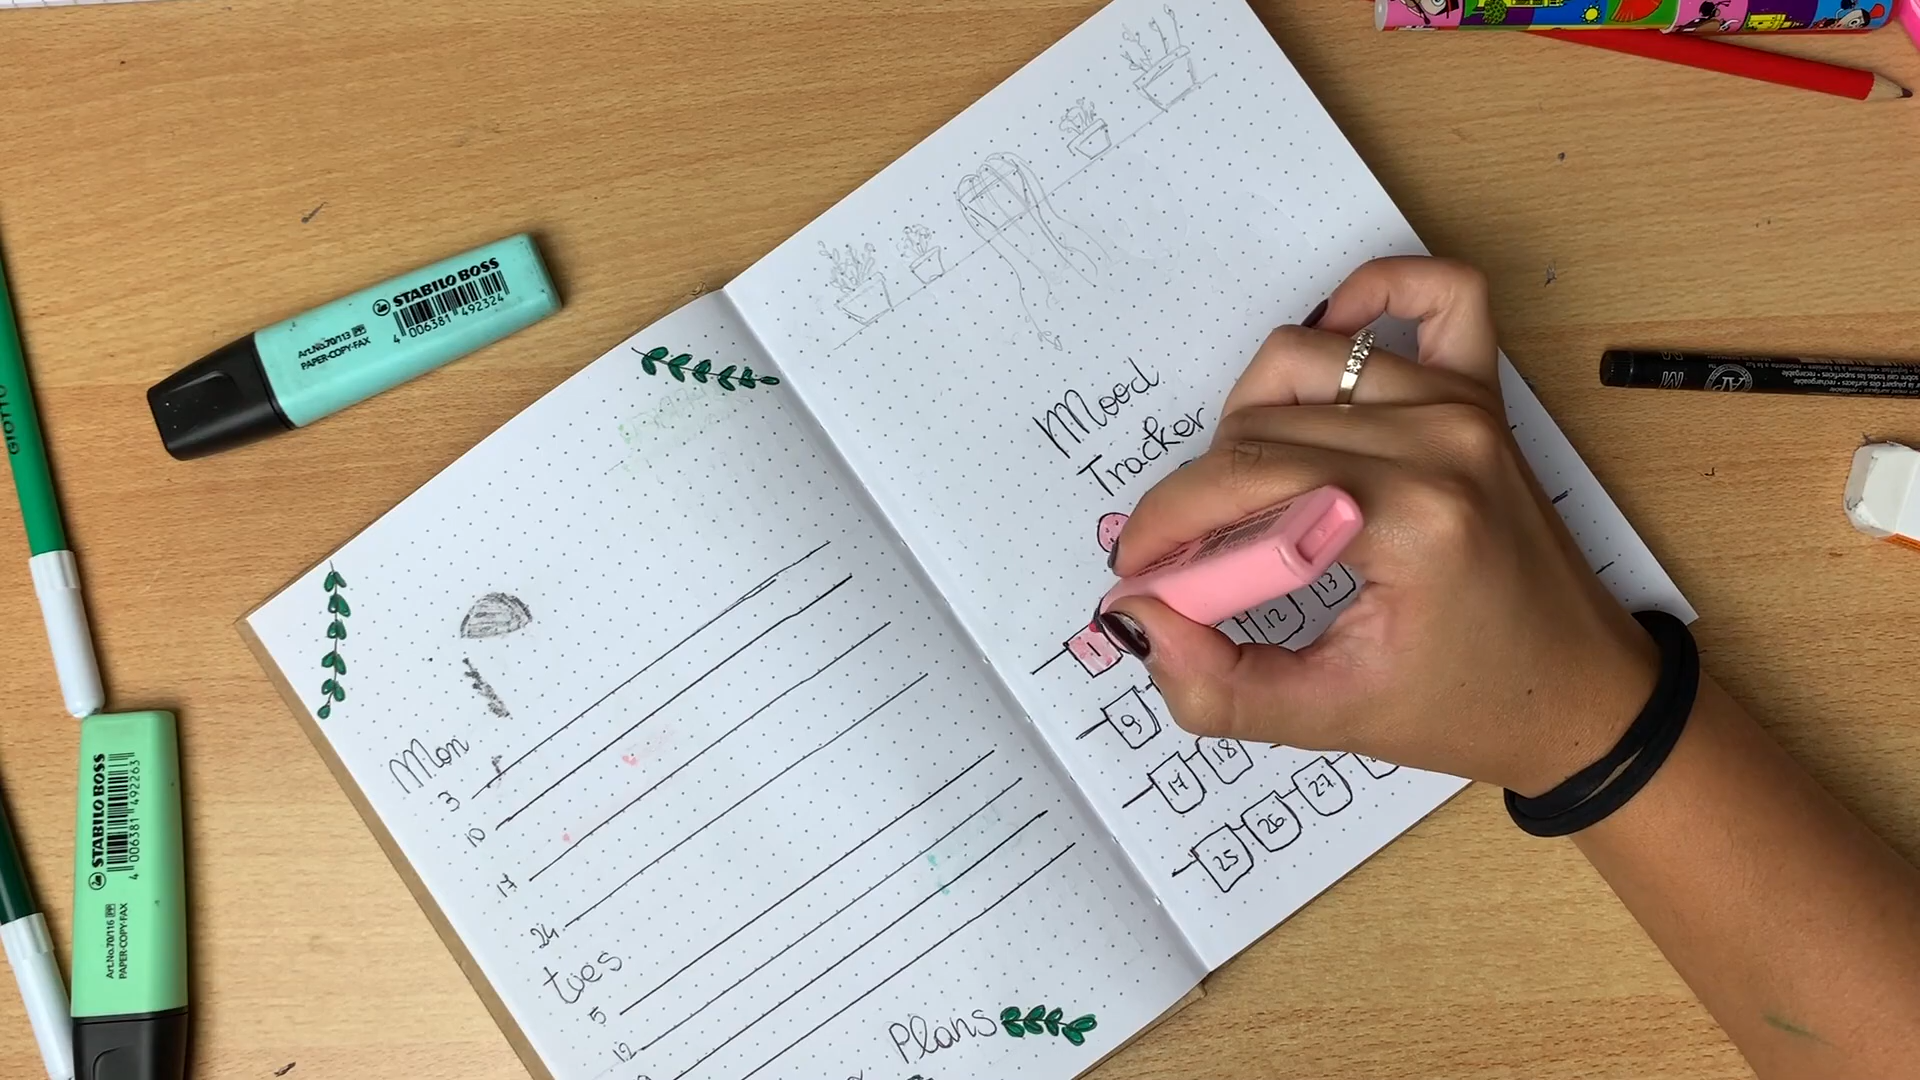 STABILO BOSS
4 006381 492324
Art.No.70/113
PAPER-COPY-FAX
GIOTTO
STABILO BOSS
4 006381 492263
Art.No.70/116
PAPER-COPY-FAX
Mon
3
10
17
24
tues
5
12
Plans
Mood
Tracker
1
12
13
9
17
18
27
25
26
M